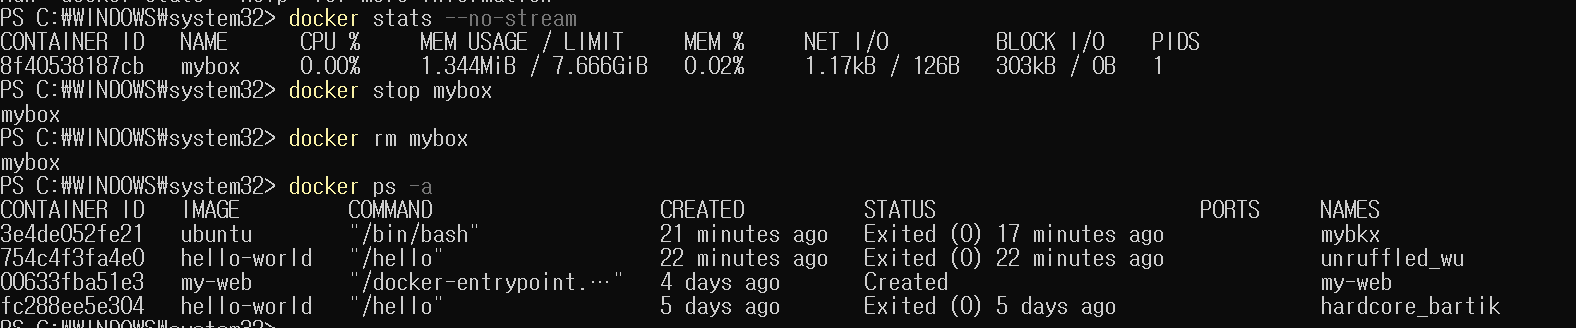 PS C:₩WINDOWS₩system32> docker stats --no-stream
CONTAINER ID NAME CPU % MEM USAGE / LIMIT MEM % NET I/O BLOCK I/O PIDS
8f40538187cb mybox 0.00% 1.344MiB / 7.666GiB 0.02% 1.17kB / 126B 303kB / 0B 1
PS C:₩WINDOWS₩system32> docker stop mybox
mybox
PS C:₩WINDOWS₩system32> docker rm mybox
mybox
PS C:₩WINDOWS₩system32> docker ps -a
CONTAINER ID IMAGE COMMAND CREATED STATUS PORTS NAMES
3e4de052fe21 ubuntu "/bin/bash" 21 minutes ago Exited (0) 17 minutes ago mybkx
754c4f3fa4e0 hello-world "/hello" 22 minutes ago Exited (0) 22 minutes ago unruffled_wu
00633fba51e3 my-web "/docker-entrypoint.…" 4 days ago Created my-web
fc288ee5e304 hello-world "/hello" 5 days ago Exited (0) 5 days ago hardcore_bartik